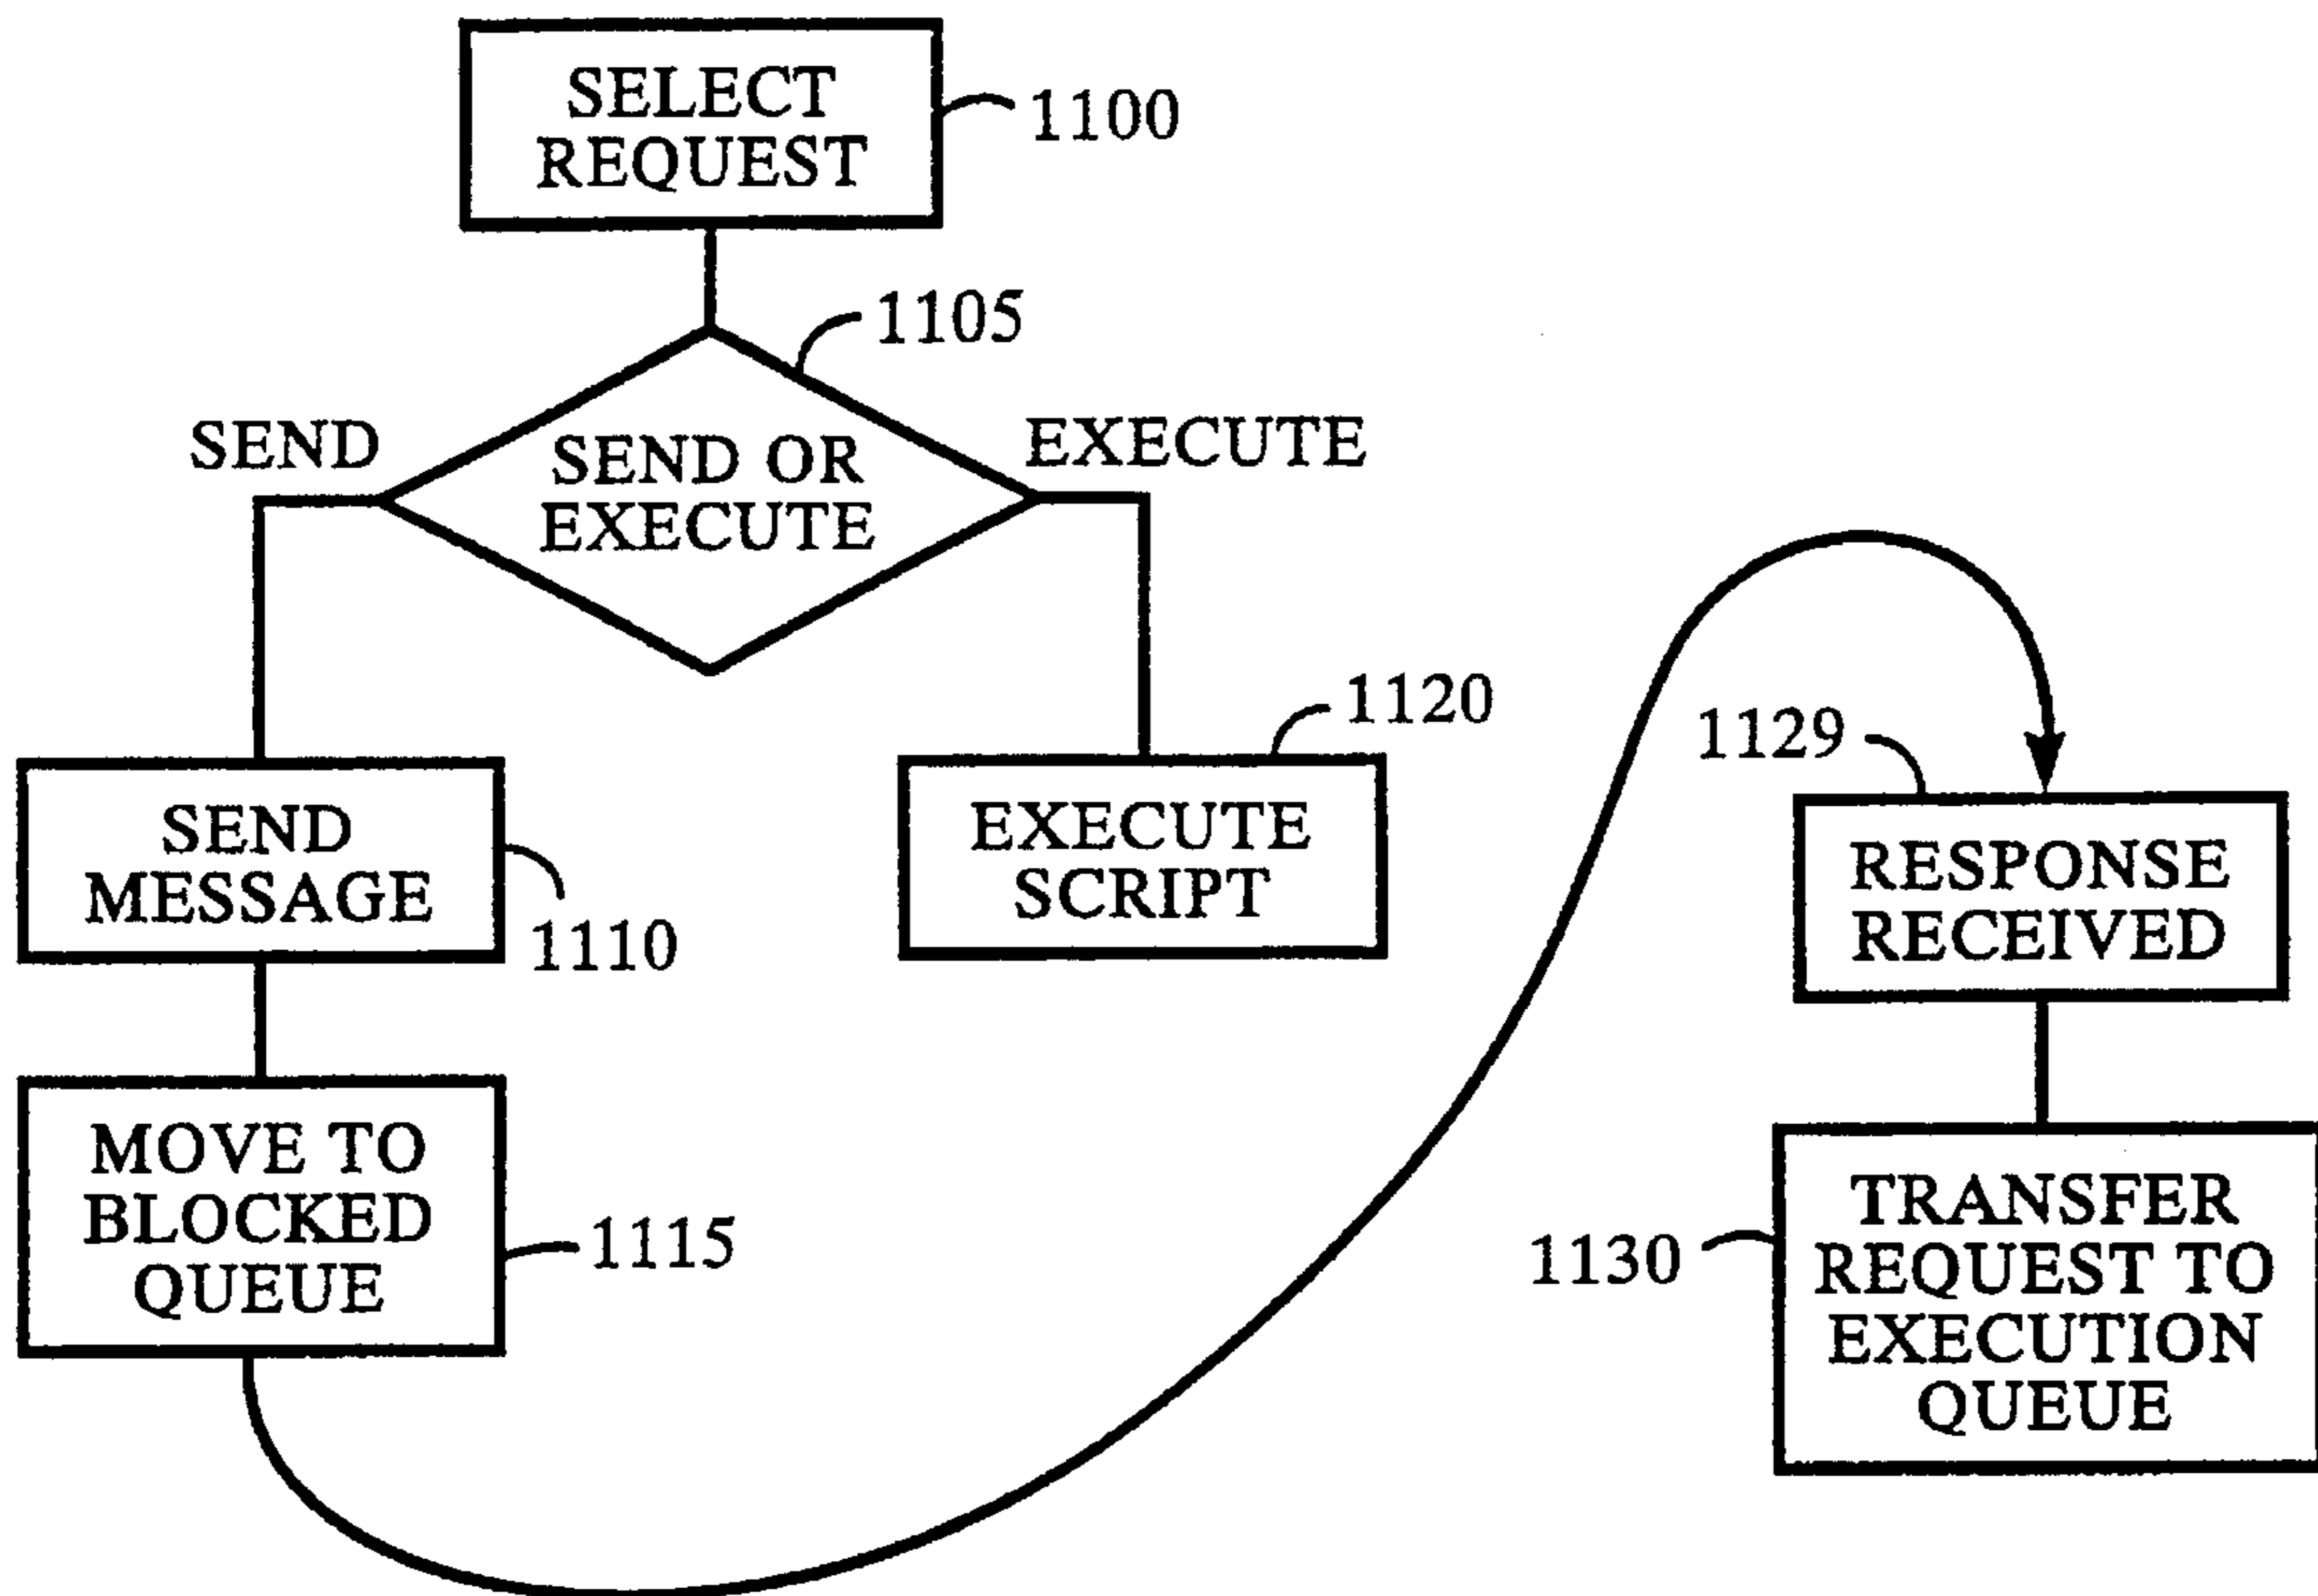 SELECT
REQUEST
1100
1105
SEND
SEND OR
EXECUTE
EXECUTE
1120
SEND
MESSAGE
1110
EXECUTE
SCRIPT
MOVE TO
BLOCKED
QUEUE
1115
1129
RESPONSE
RECEIVED
1130
TRANSFER
REQUEST TO
EXECUTION
QUEUE